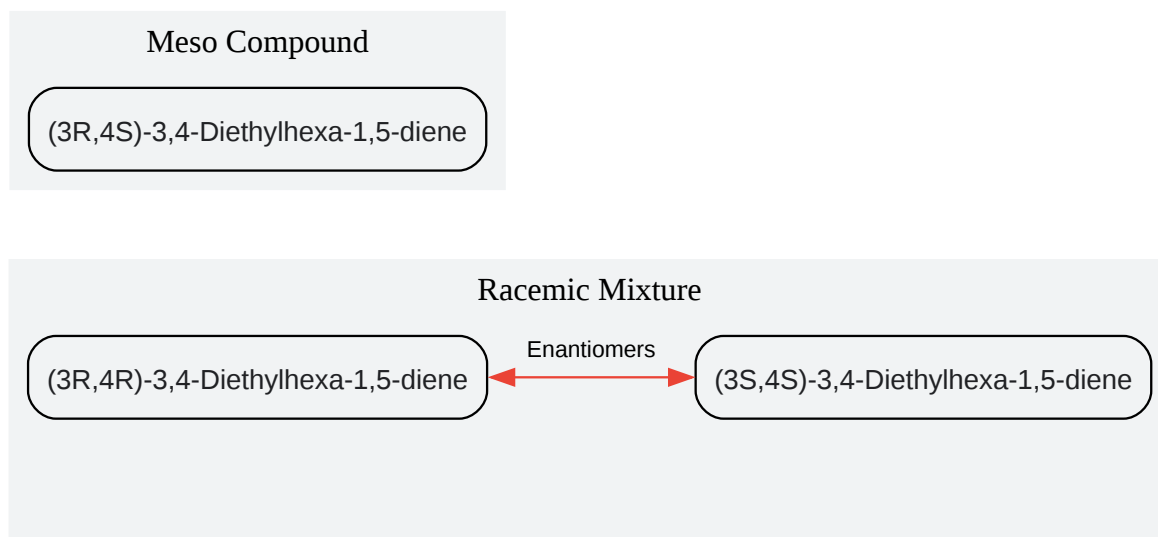 Meso Compound
(3R,4S)-3,4-Diethylhexa-1,5-diene
Racemic Mixture
Enantiomers
(3R,4R)-3,4-Diethylhexa-1,5-diene
(3S,4S)-3,4-Diethylhexa-1,5-diene